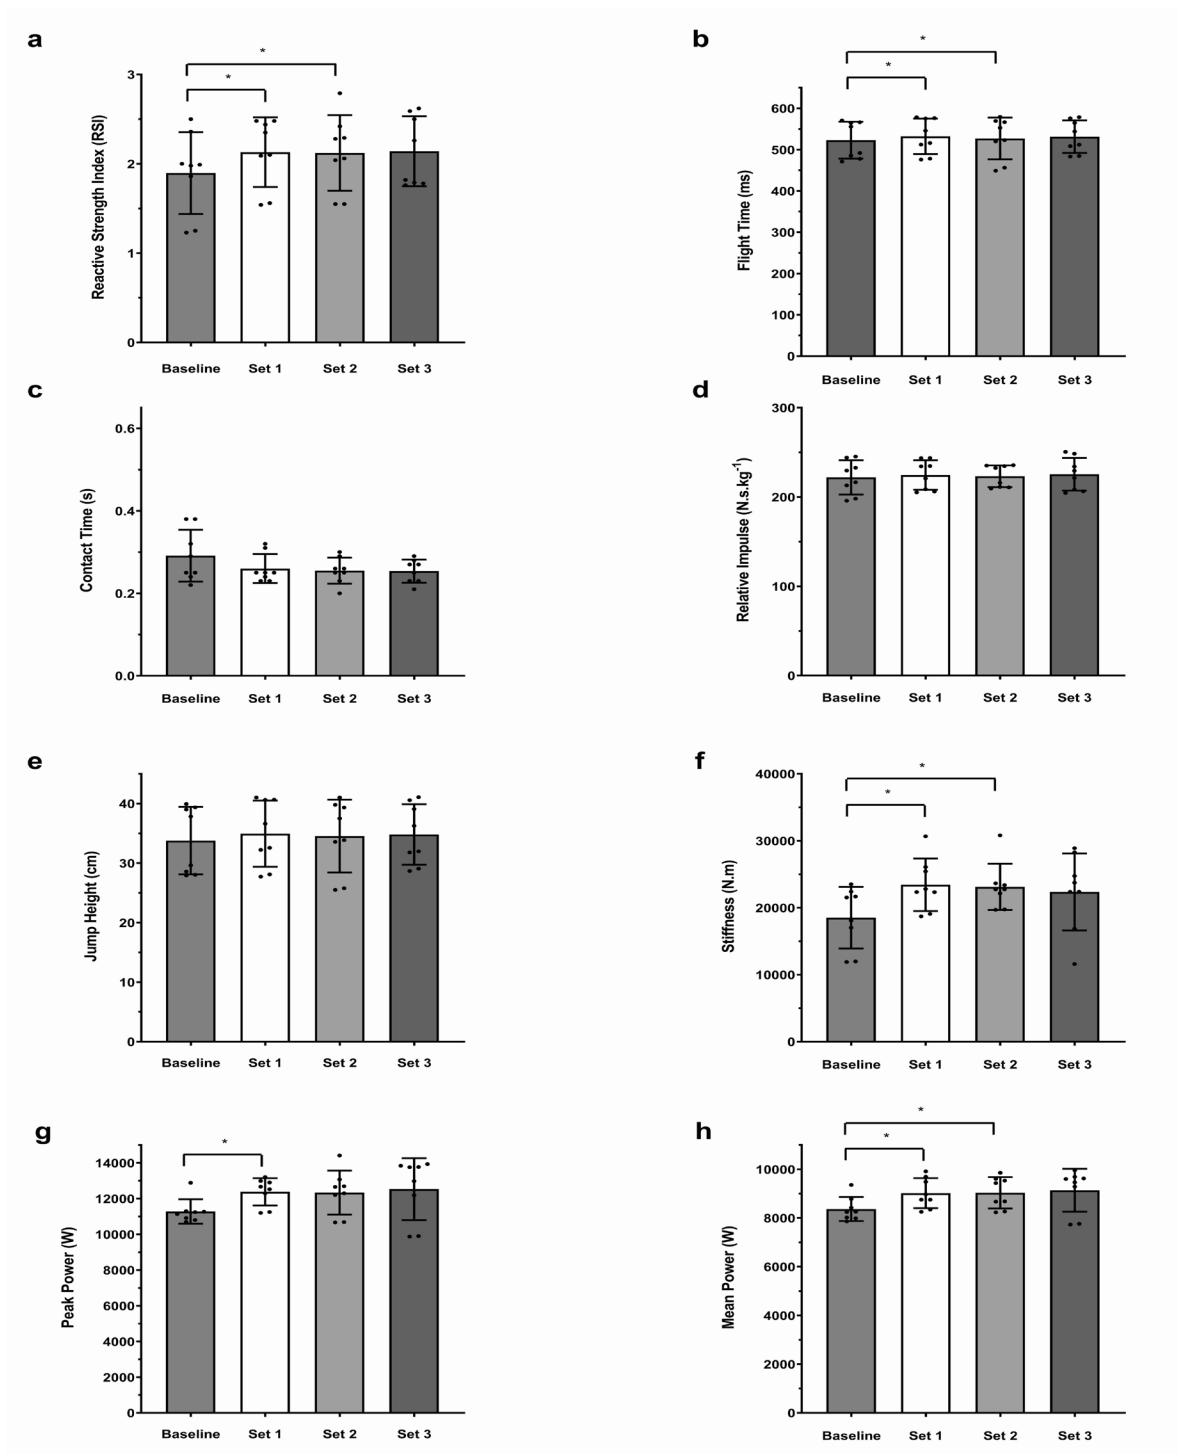 a
*
*
3
2
1
0
Reactive Strength Index (RSI)
Baseline Set 1 Set 2 Set 3
b
*
*
600
500
400
300
200
100
0
Flight Time (ms)
Baseline Set 1 Set 2 Set 3
c
0.6
0.4
0.2
0.0
Contact Time (s)
Baseline Set 1 Set 2 Set 3
d
300
200
100
0
Relative Impulse (N.s.kg⁻¹)
Baseline Set 1 Set 2 Set 3
e
40
30
20
10
0
Jump Height (cm)
Baseline Set 1 Set 2 Set 3
f
*
*
40000
30000
20000
10000
0
Stiffness (N.m)
Baseline Set 1 Set 2 Set 3
g
*
14000
12000
10000
8000
6000
4000
2000
0
Peak Power (W)
Baseline Set 1 Set 2 Set 3
h
*
*
10000
8000
6000
4000
2000
0
Mean Power (W)
Baseline Set 1 Set 2 Set 3